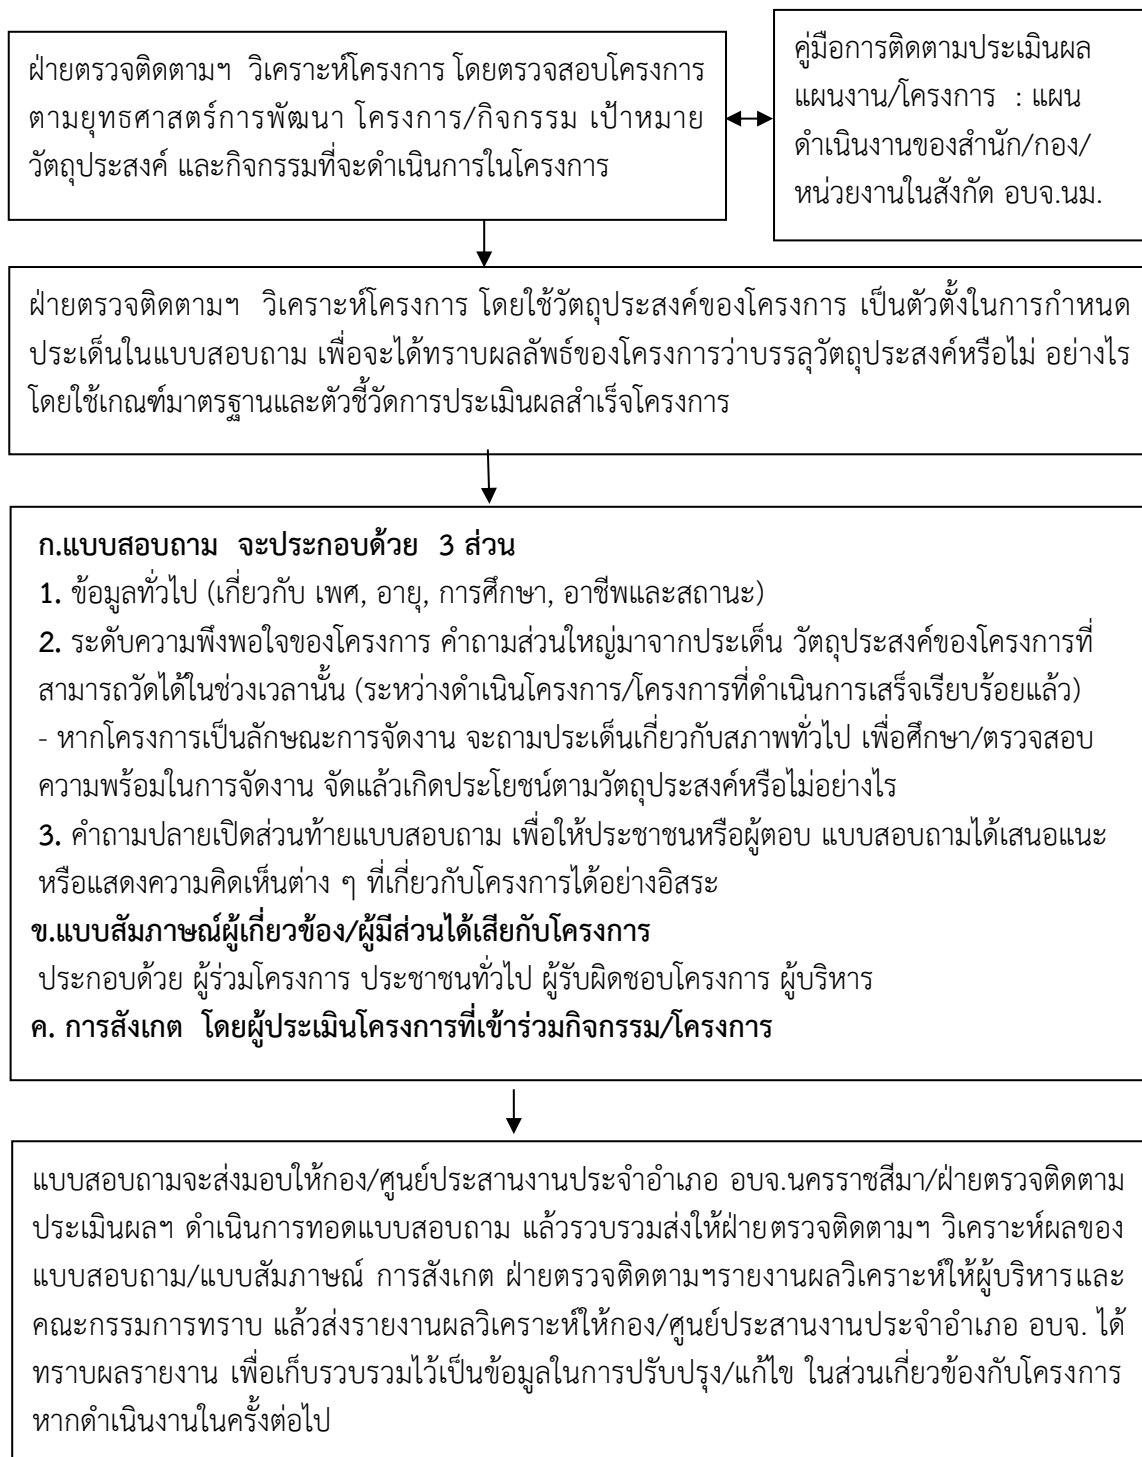 ฝ่ายตรวจติดตามฯ วิเคราะห์โครงการ โดยตรวจสอบโครงการ
ตามยุทธศาสตร์การพัฒนา โครงการ/กิจกรรม เป้าหมาย
วัตถุประสงค์ และกิจกรรมที่จะดำเนินการในโครงการ
คู่มือการติดตามประเมินผล
แผนงาน/โครงการ : แผน
ดำเนินงานของสำนัก/กอง/
หน่วยงานในสังกัด อบจ.นม.
ฝ่ายตรวจติดตามฯ วิเคราะห์โครงการ โดยใช้วัตถุประสงค์ของโครงการ เป็นตัวตั้งในการกำหนด
ประเด็นในแบบสอบถาม เพื่อจะได้ทราบผลลัพธ์ของโครงการว่าบรรลุวัตถุประสงค์หรือไม่ อย่างไร
โดยใช้เกณฑ์มาตรฐานและตัวชี้วัดการประเมินผลสำเร็จโครงการ
ก.แบบสอบถาม จะประกอบด้วย 3 ส่วน
1. ข้อมูลทั่วไป (เกี่ยวกับ เพศ, อายุ, การศึกษา, อาชีพและสถานะ)
2. ระดับความพึงพอใจของโครงการ คำถามส่วนใหญ่มาจากประเด็น วัตถุประสงค์ของโครงการที่
สามารถวัดได้ในช่วงเวลานั้น (ระหว่างดำเนินโครงการ/โครงการที่ดำเนินการเสร็จเรียบร้อยแล้ว)
- หากโครงการเป็นลักษณะการจัดงาน จะถามประเด็นเกี่ยวกับสภาพทั่วไป เพื่อศึกษา/ตรวจสอบ
ความพร้อมในการจัดงาน จัดแล้วเกิดประโยชน์ตามวัตถุประสงค์หรือไม่อย่างไร
3. คำถามปลายเปิดส่วนท้ายแบบสอบถาม เพื่อให้ประชาชนหรือผู้ตอบ แบบสอบถามได้เสนอแนะ
หรือแสดงความคิดเห็นต่าง ๆ ที่เกี่ยวกับโครงการได้อย่างอิสระ
ข.แบบสัมภาษณ์ผู้เกี่ยวข้อง/ผู้มีส่วนได้เสียกับโครงการ
ประกอบด้วย ผู้ร่วมโครงการ ประชาชนทั่วไป ผู้รับผิดชอบโครงการ ผู้บริหาร
ค. การสังเกต โดยผู้ประเมินโครงการที่เข้าร่วมกิจกรรม/โครงการ
แบบสอบถามจะส่งมอบให้กอง/ศูนย์ประสานงานประจำอำเภอ อบจ.นครราชสีมา/ฝ่ายตรวจติดตาม
ประเมินผลฯ ดำเนินการทอดแบบสอบถาม แล้วรวบรวมส่งให้ฝ่ายตรวจติดตามฯ วิเคราะห์ผลของ
แบบสอบถาม/แบบสัมภาษณ์ การสังเกต ฝ่ายตรวจติดตามฯรายงานผลวิเคราะห์ให้ผู้บริหารและ
คณะกรรมการทราบ แล้วส่งรายงานผลวิเคราะห์ให้กอง/ศูนย์ประสานงานประจำอำเภอ อบจ. ได้
ทราบผลรายงาน เพื่อเก็บรวบรวมไว้เป็นข้อมูลในการปรับปรุง/แก้ไข ในส่วนเกี่ยวข้องกับโครงการ
หากดำเนินงานในครั้งต่อไป